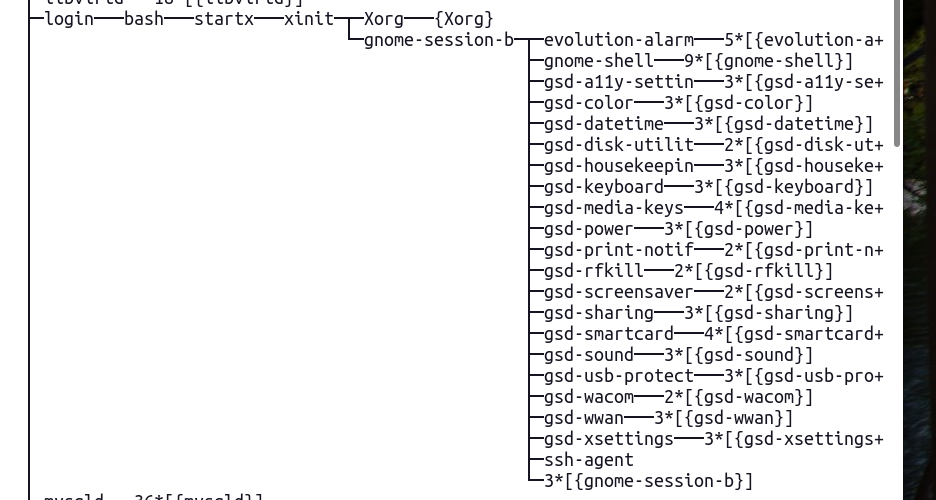 ├─login───bash───startx───xinit─┬─Xorg───{Xorg}
└─gnome-session-b─┬─evolution-alarm───5*[{evolution-a+
├─gnome-shell───9*[{gnome-shell}]
├─gsd-a11y-settin───3*[{gsd-a11y-se+
├─gsd-color───3*[{gsd-color}]
├─gsd-datetime───3*[{gsd-datetime}]
├─gsd-disk-utilit───2*[{gsd-disk-ut+
├─gsd-housekeepin───3*[{gsd-houseke+
├─gsd-keyboard───3*[{gsd-keyboard}]
├─gsd-media-keys───4*[{gsd-media-ke+
├─gsd-power───3*[{gsd-power}]
├─gsd-print-notif───2*[{gsd-print-n+
├─gsd-rfkill───2*[{gsd-rfkill}]
├─gsd-screensaver───2*[{gsd-screens+
├─gsd-sharing───3*[{gsd-sharing}]
├─gsd-smartcard───4*[{gsd-smartcard+
├─gsd-sound───3*[{gsd-sound}]
├─gsd-usb-protect───3*[{gsd-usb-pro+
├─gsd-wacom───2*[{gsd-wacom}]
├─gsd-wwan───3*[{gsd-wwan}]
├─gsd-xsettings───3*[{gsd-xsettings+
├─ssh-agent
└─3*[{gnome-session-b}]